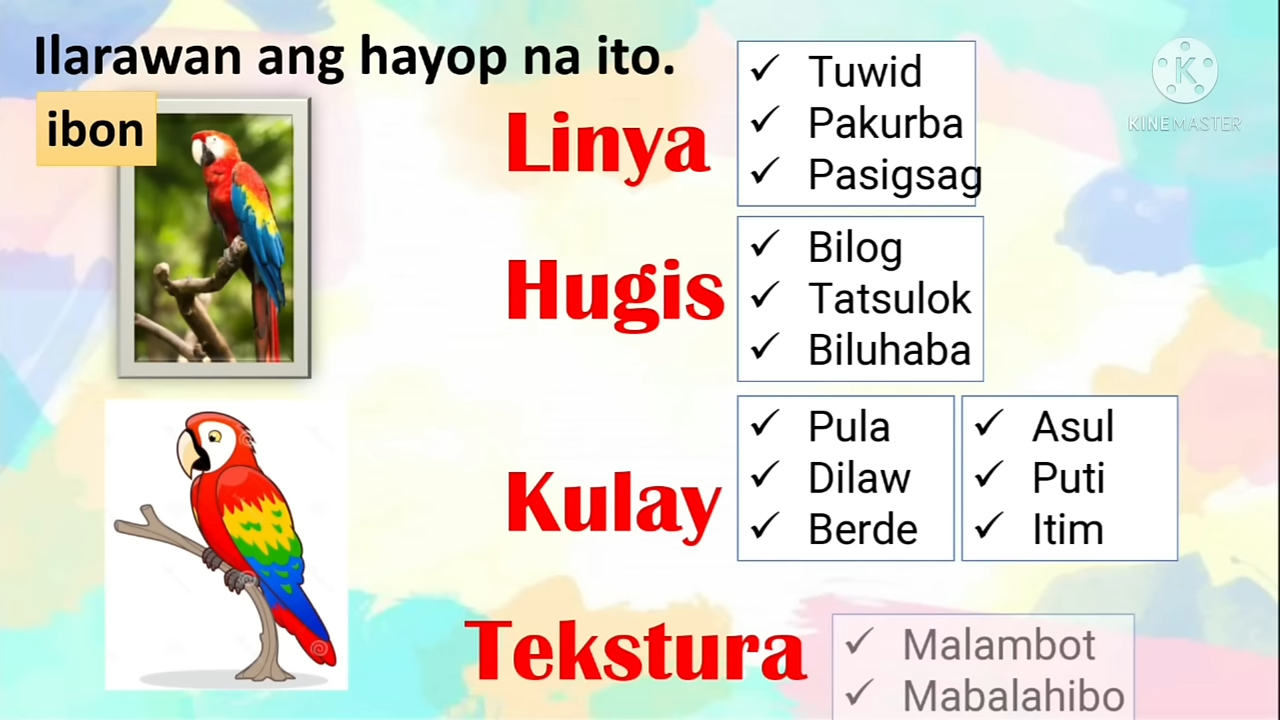 Ilarawan ang hayop na ito.
ibon
Linya
✓ Tuwid
✓ Pakurba
✓ Pasigsag
Hugis
✓ Bilog
✓ Tatsulok
✓ Biluhaba
Kulay
✓ Pula
✓ Dilaw
✓ Berde
✓ Asul
✓ Puti
✓ Itim
Tekstura
✓ Malambot
✓ Mabalahibo
K
KINEMASTER